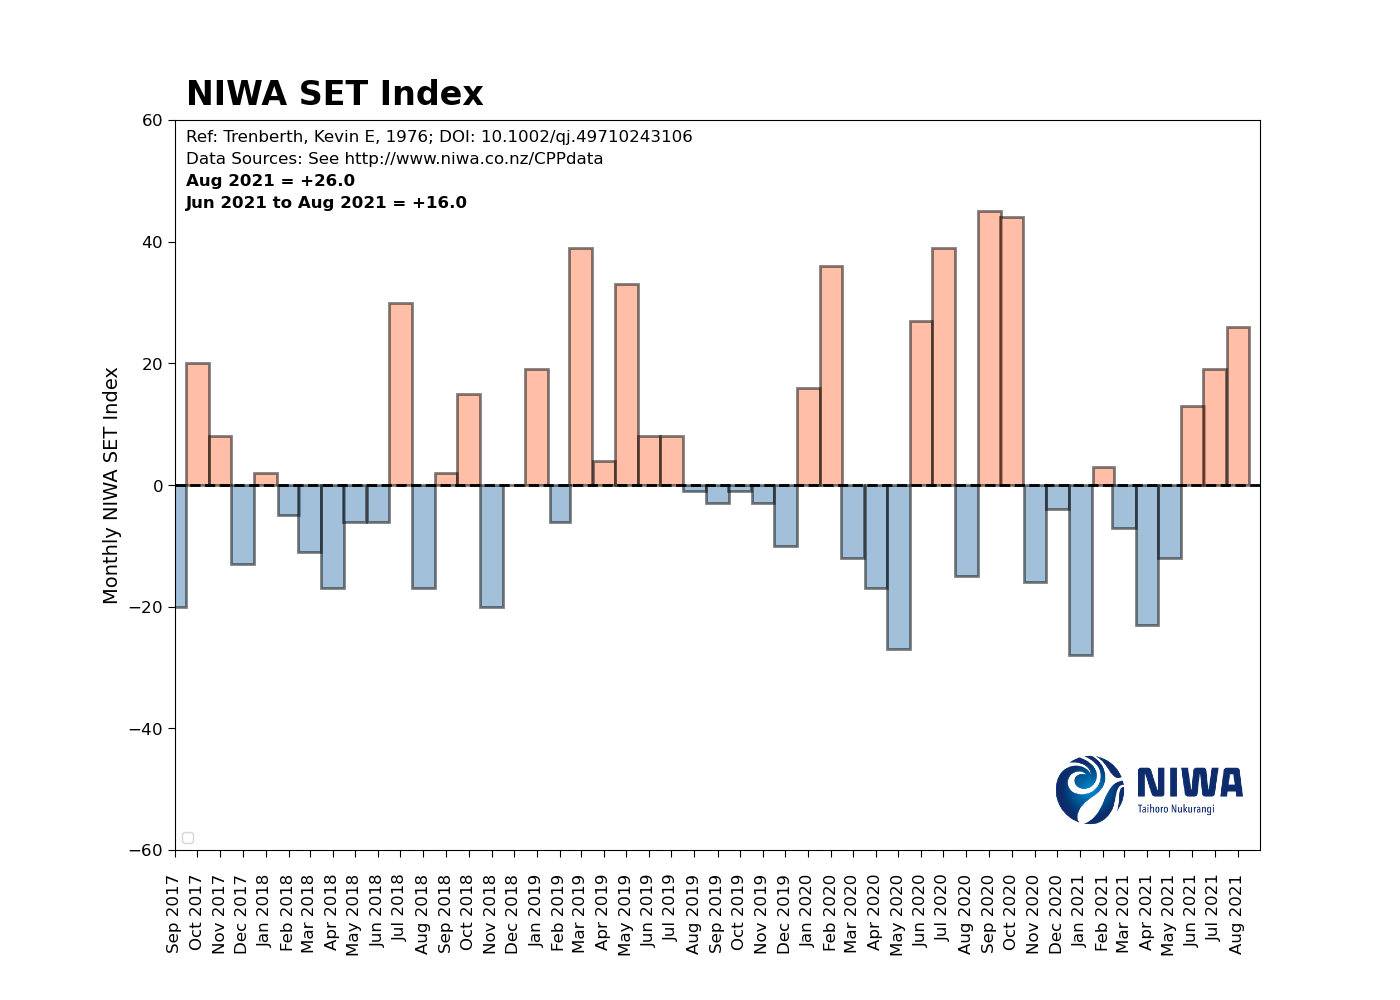 NIWA SET Index
Ref: Trenberth, Kevin E, 1976; DOI: 10.1002/qj.49710243106
Data Sources: See http://www.niwa.co.nz/CPPdata
Aug 2021 = +26.0
Jun 2021 to Aug 2021 = +16.0
Monthly NIWA SET Index
60
40
20
0
−20
−40
−60
NIWA
Taihoro Nukurangi
Sep 2017
Oct 2017
Nov 2017
Dec 2017
Jan 2018
Feb 2018
Mar 2018
Apr 2018
May 2018
Jun 2018
Jul 2018
Aug 2018
Sep 2018
Oct 2018
Nov 2018
Dec 2018
Jan 2019
Feb 2019
Mar 2019
Apr 2019
May 2019
Jun 2019
Jul 2019
Aug 2019
Sep 2019
Oct 2019
Nov 2019
Dec 2019
Jan 2020
Feb 2020
Mar 2020
Apr 2020
May 2020
Jun 2020
Jul 2020
Aug 2020
Sep 2020
Oct 2020
Nov 2020
Dec 2020
Jan 2021
Feb 2021
Mar 2021
Apr 2021
May 2021
Jun 2021
Jul 2021
Aug 2021